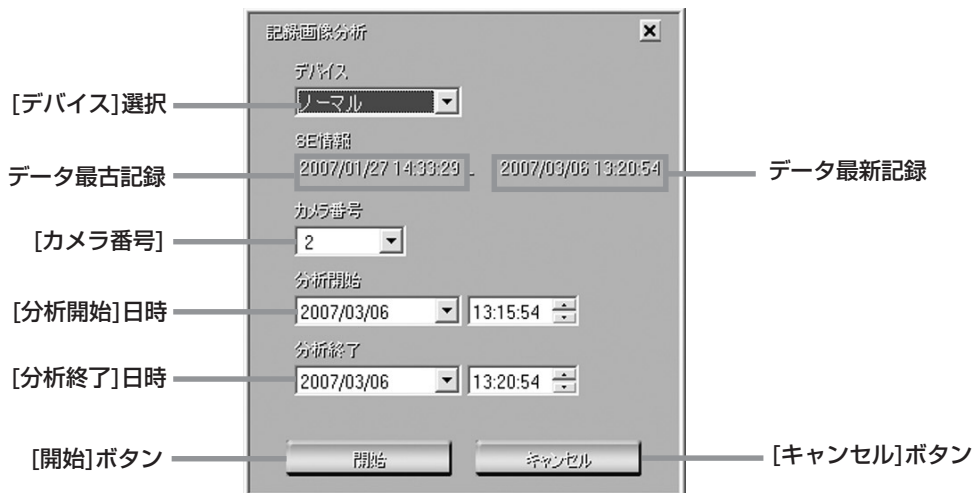 記録画像分析
デバイス
[デバイス]選択
ノーマル
SE情報
データ最古記録
2007/01/27 14:33:29 - 2007/03/06 13:20:54
データ最新記録
カメラ番号
[カメラ番号]
2
分析開始
[分析開始]日時
2007/03/06 13:15:54
分析終了
[分析終了]日時
2007/03/06 13:20:54
[開始]ボタン
開始
キャンセル
[キャンセル]ボタン